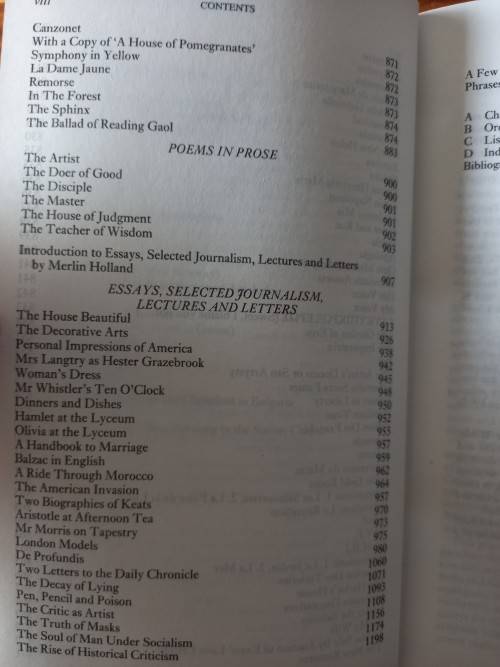 viii
CONTENTS
Canzonet 871
With a Copy of ‘A House of Pomegranates’ 872
Symphony in Yellow 872
La Dame Jaune 873
Remorse 873
In the Forest 874
The Sphinx 874
The Ballad of Reading Gaol 883
POEMS IN PROSE
The Artist 900
The Doer of Good 900
The Disciple 901
The Master 901
The House of Judgment 902
The Teacher of Wisdom 903
Introduction to Essays, Selected Journalism, Lectures and Letters
by Merlin Holland 907
ESSAYS, SELECTED JOURNALISM,
LECTURES AND LETTERS
The House Beautiful 913
The Decorative Arts 926
Personal Impressions of America 938
Mrs Langtry as Hester Grazebrook 942
Woman’s Dress 945
Mr Whistler’s Ten O’Clock 948
Dinners and Dishes 950
Hamlet at the Lyceum 952
Olivia at the Lyceum 955
A Handbook to Marriage 957
Balzac in English 959
A Ride Through Morocco 962
The American Invasion 964
Two Biographies of Keats 967
Aristotle at Afternoon Tea 970
Mr Morris on Tapestry 973
London Models 975
De Profundis 980
Two Letters to the Daily Chronicle 1060
The Decay of Lying 1071
Pen, Pencil and Poison 1093
The Critic as Artist 1108
The Truth of Masks 1156
The Soul of Man Under Socialism 1174
The Rise of Historical Criticism 1198
A Few
Phrases
A Ch
B Ord
C Lis
D Ind
Bibliog